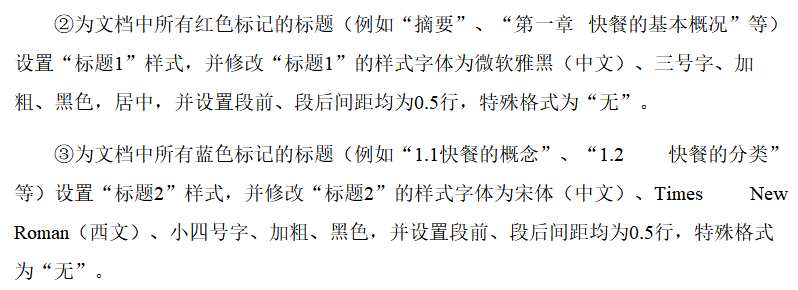 ②为文档中所有红色标记的标题（例如“摘要”、“第一章 快餐的基本概况”等）
设置“标题1”样式，并修改“标题1”的样式字体为微软雅黑（中文）、三号字、加
粗、黑色，居中，并设置段前、段后间距均为0.5行，特殊格式为“无”。
③为文档中所有蓝色标记的标题（例如“1.1快餐的概念”、“1.2 快餐的分类”
等）设置“标题2”样式，并修改“标题2”的样式字体为宋体（中文）、Times New
Roman（西文）、小四号字、加粗、黑色，并设置段前、段后间距均为0.5行，特殊格式
为“无”。